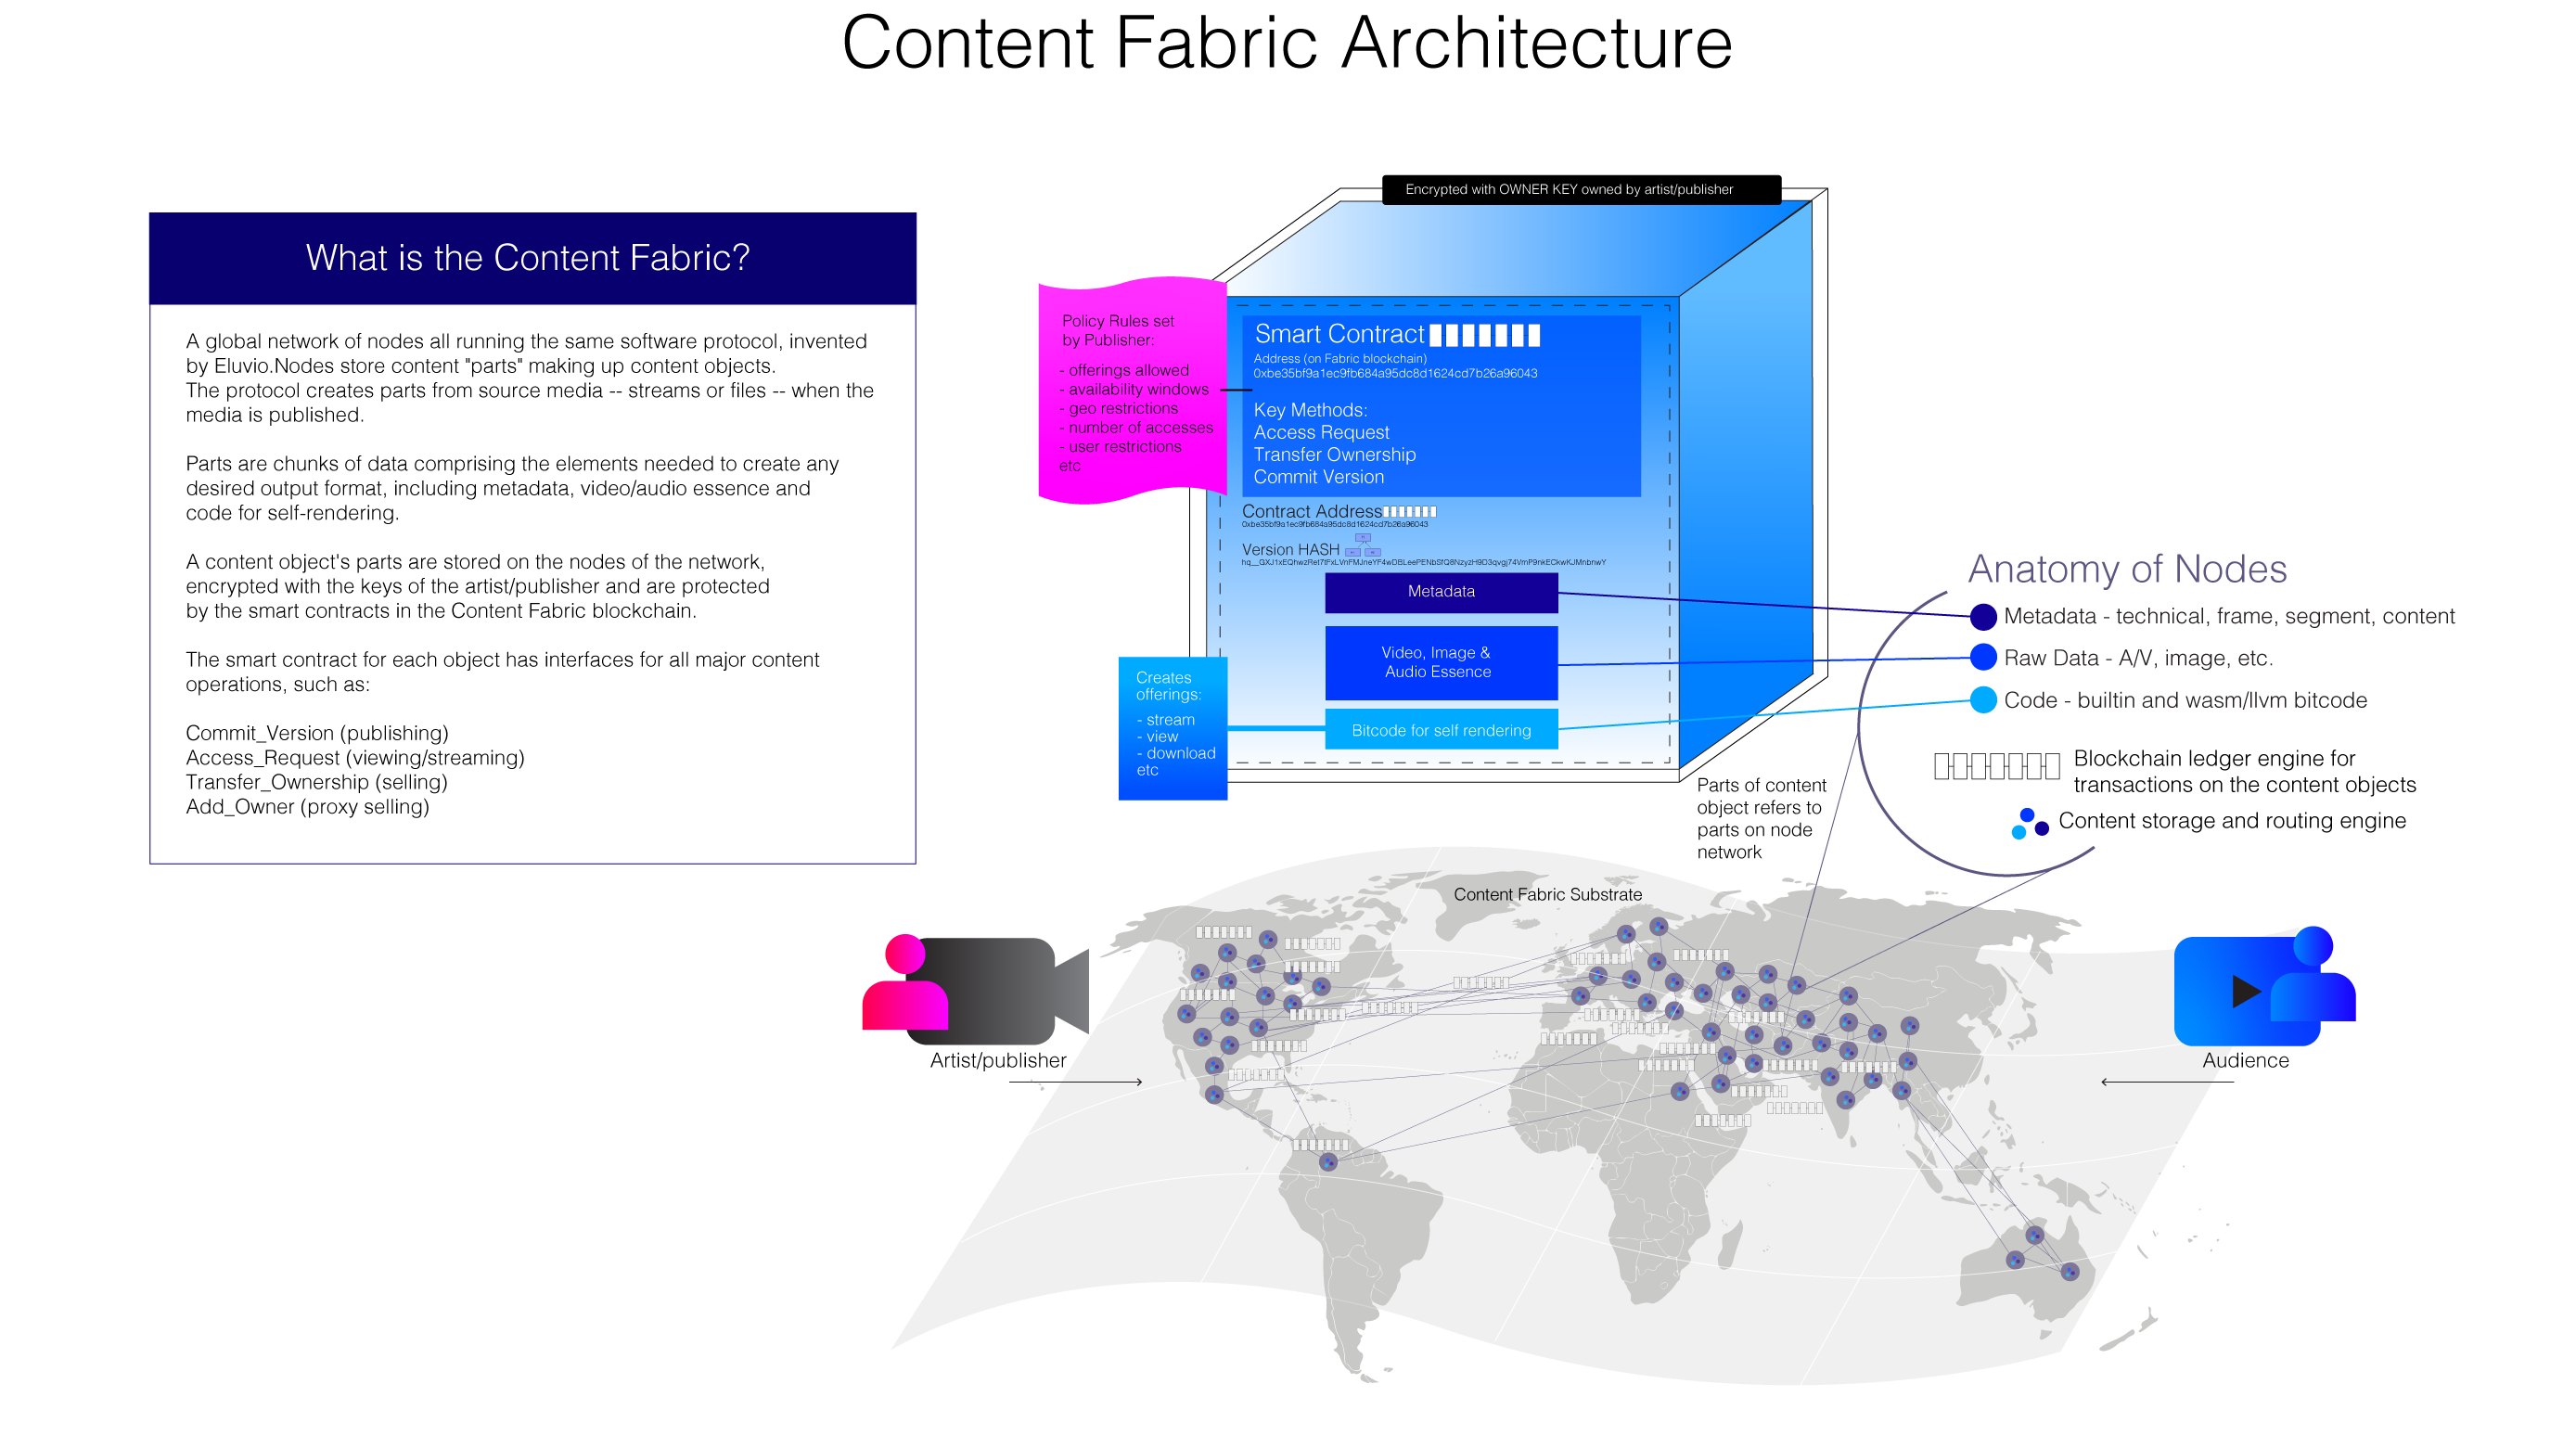 Content Fabric Architecture
What is the Content Fabric?
A global network of nodes all running the same software protocol, invented
by Eluvio.Nodes store content "parts" making up content objects.
The protocol creates parts from source media -- streams or files -- when the
media is published.
Parts are chunks of data comprising the elements needed to create any
desired output format, including metadata, video/audio essence and
code for self-rendering.
A content object's parts are stored on the nodes of the network,
encrypted with the keys of the artist/publisher and are protected
by the smart contracts in the Content Fabric blockchain.
The smart contract for each object has interfaces for all major content
operations, such as:
Commit_Version (publishing)
Access_Request (viewing/streaming)
Transfer_Ownership (selling)
Add_Owner (proxy selling)
Encrypted with OWNER KEY owned by artist/publisher
Policy Rules set
by Publisher:
- offerings allowed
- availability windows
- geo restrictions
- number of accesses
- user restrictions
etc
Smart Contract
Address (on Fabric blockchain)
0xbe35bf9a1ec9fb684a95dc8d1624cd7b26a96043
Key Methods:
Access Request
Transfer Ownership
Commit Version
Contract Address
0xbe35bf9a1ec9fb684a95dc8d1624cd7b26a96043
Version HASH
Metadata
Video, Image &
Audio Essence
Bitcode for self rendering
Creates
offerings:
- stream
- view
- download
etc
Parts of content
object refers to
parts on node
network
Anatomy of Nodes
Metadata - technical, frame, segment, content
Raw Data - A/V, image, etc.
Code - builtin and wasm/llvm bitcode
Blockchain ledger engine for
transactions on the content objects
Content storage and routing engine
Content Fabric Substrate
Artist/publisher
Audience